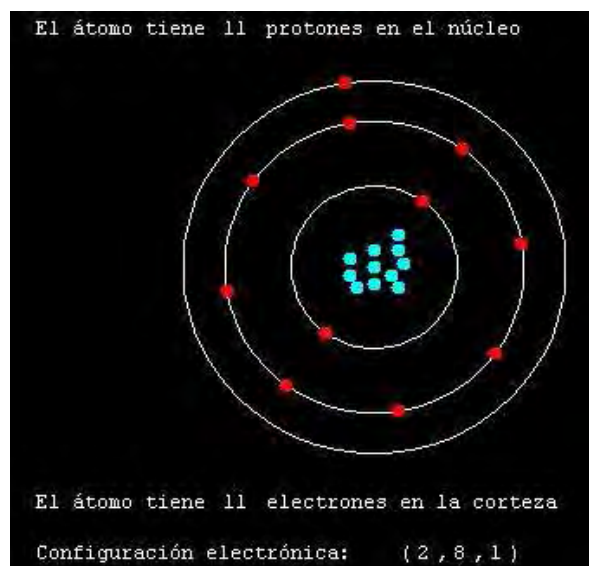 El átomo tiene 11 protones en el núcleo
El átomo tiene 11 electrones en la corteza
Configuración electrónica: (2,8,1)